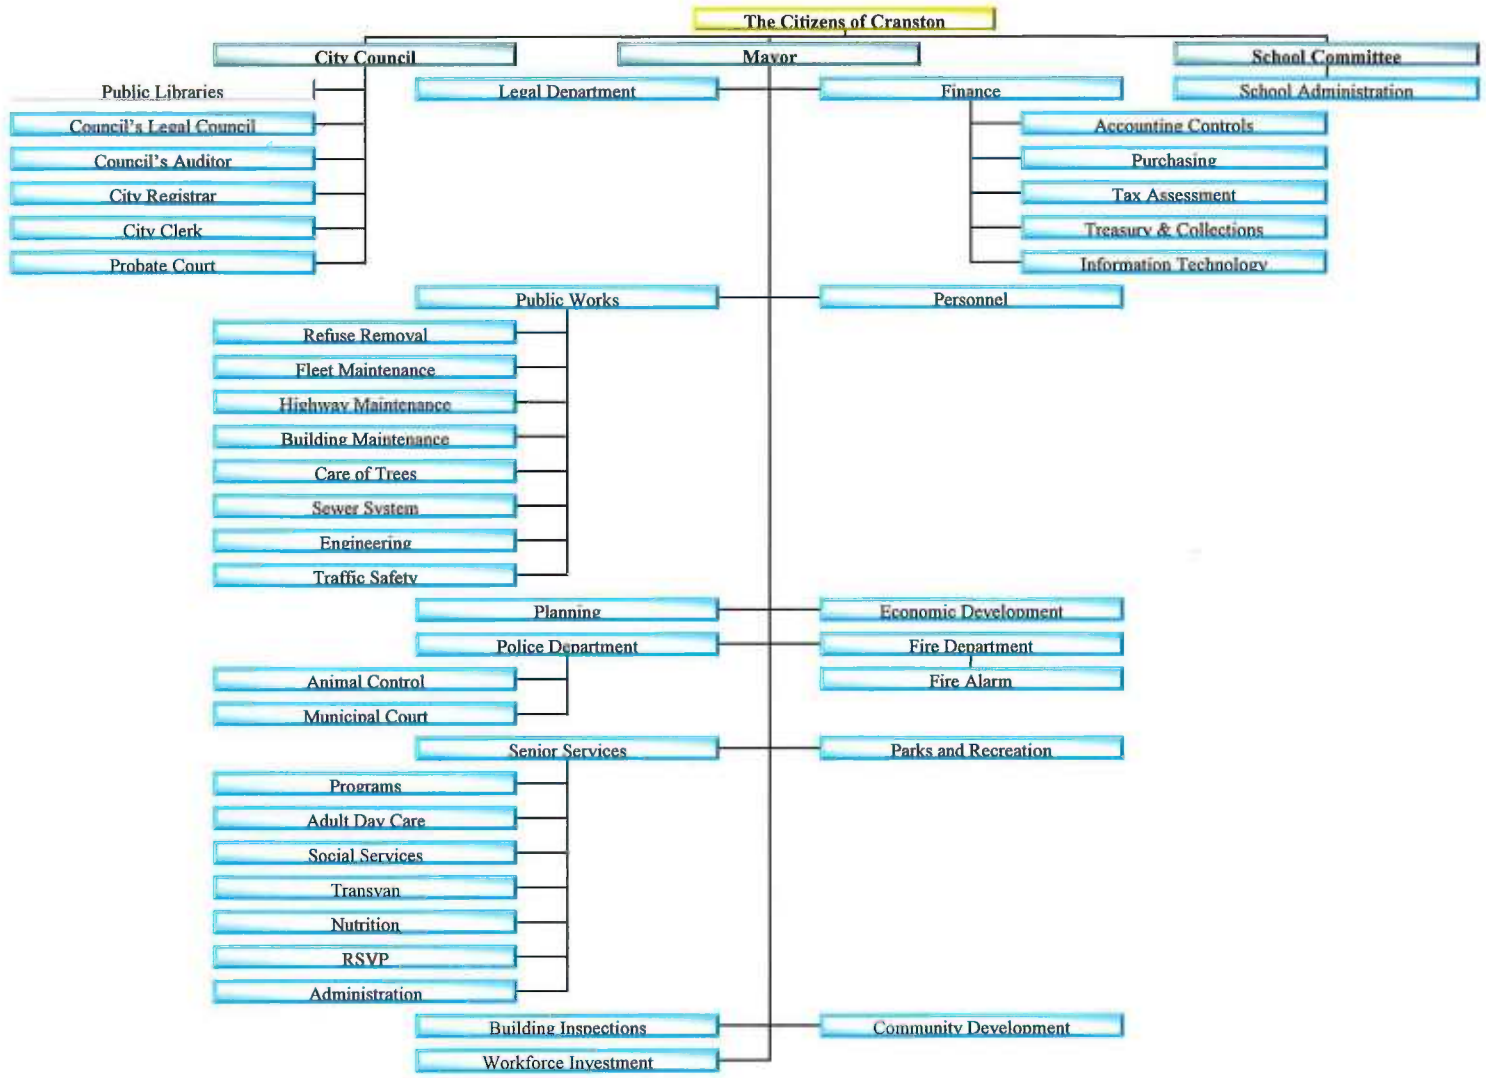 The Citizens of Cranston
City Council
Mayor
School Committee
Public Libraries
Legal Department
Finance
School Administration
Council's Legal Council
Accounting Controls
Council's Auditor
Purchasing
City Registrar
Tax Assessment
City Clerk
Treasury & Collections
Probate Court
Information Technology
Public Works
Personnel
Refuse Removal
Fleet Maintenance
Highway Maintenance
Building Maintenance
Care of Trees
Sewer System
Engineering
Traffic Safety
Planning
Economic Development
Police Department
Fire Department
Animal Control
Fire Alarm
Municipal Court
Senior Services
Parks and Recreation
Programs
Adult Day Care
Social Services
Transvan
Nutrition
RSVP
Administration
Building Inspections
Community Development
Workforce Investment